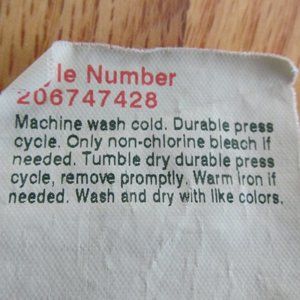 yle Number
206747428
Machine wash cold. Durable press
cycle. Only non-chlorine bleach if
needed. Tumble dry durable press
cycle, remove promptly. Warm Iron if
needed. Wash and dry with like colors.